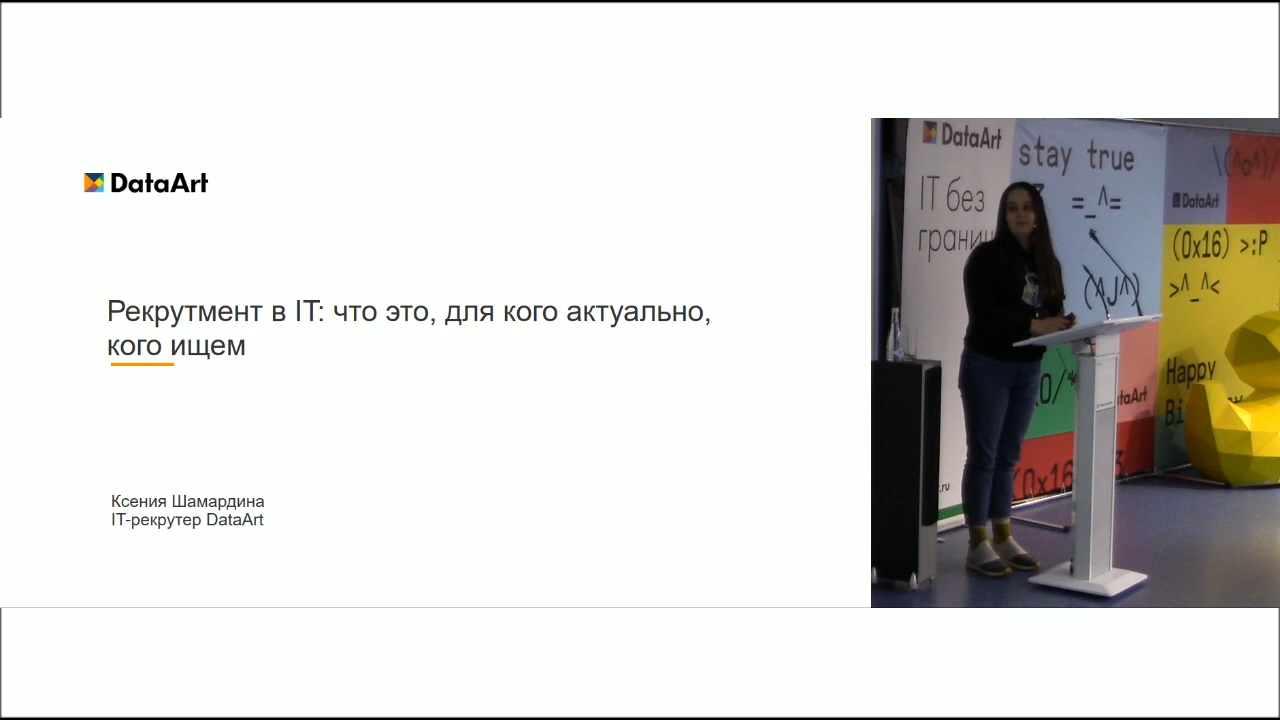 DataArt
Рекрутмент в IT: что это, для кого актуально,
кого ищем
Ксения Шамардина
IT-рекрутер DataArt
DataArt
IT без
границ
stay true
=_^=
(^J^)
DataArt
(0x16) >:P
>^_^<
Happy